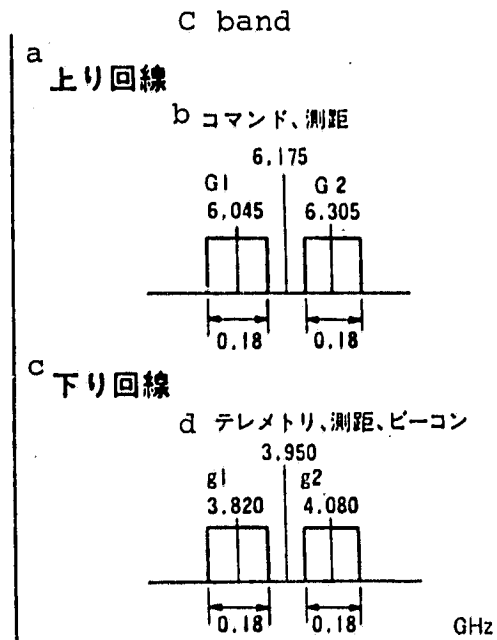 C band
a
上り回線
b コマンド、測距
6.175
G1 G2
6,045 6.305
0.18 0.18
c
下り回線
d テレメトリ、測距、ビーコン
3.950
g1 g2
3.820 4.080
0.18 0.18
GHz